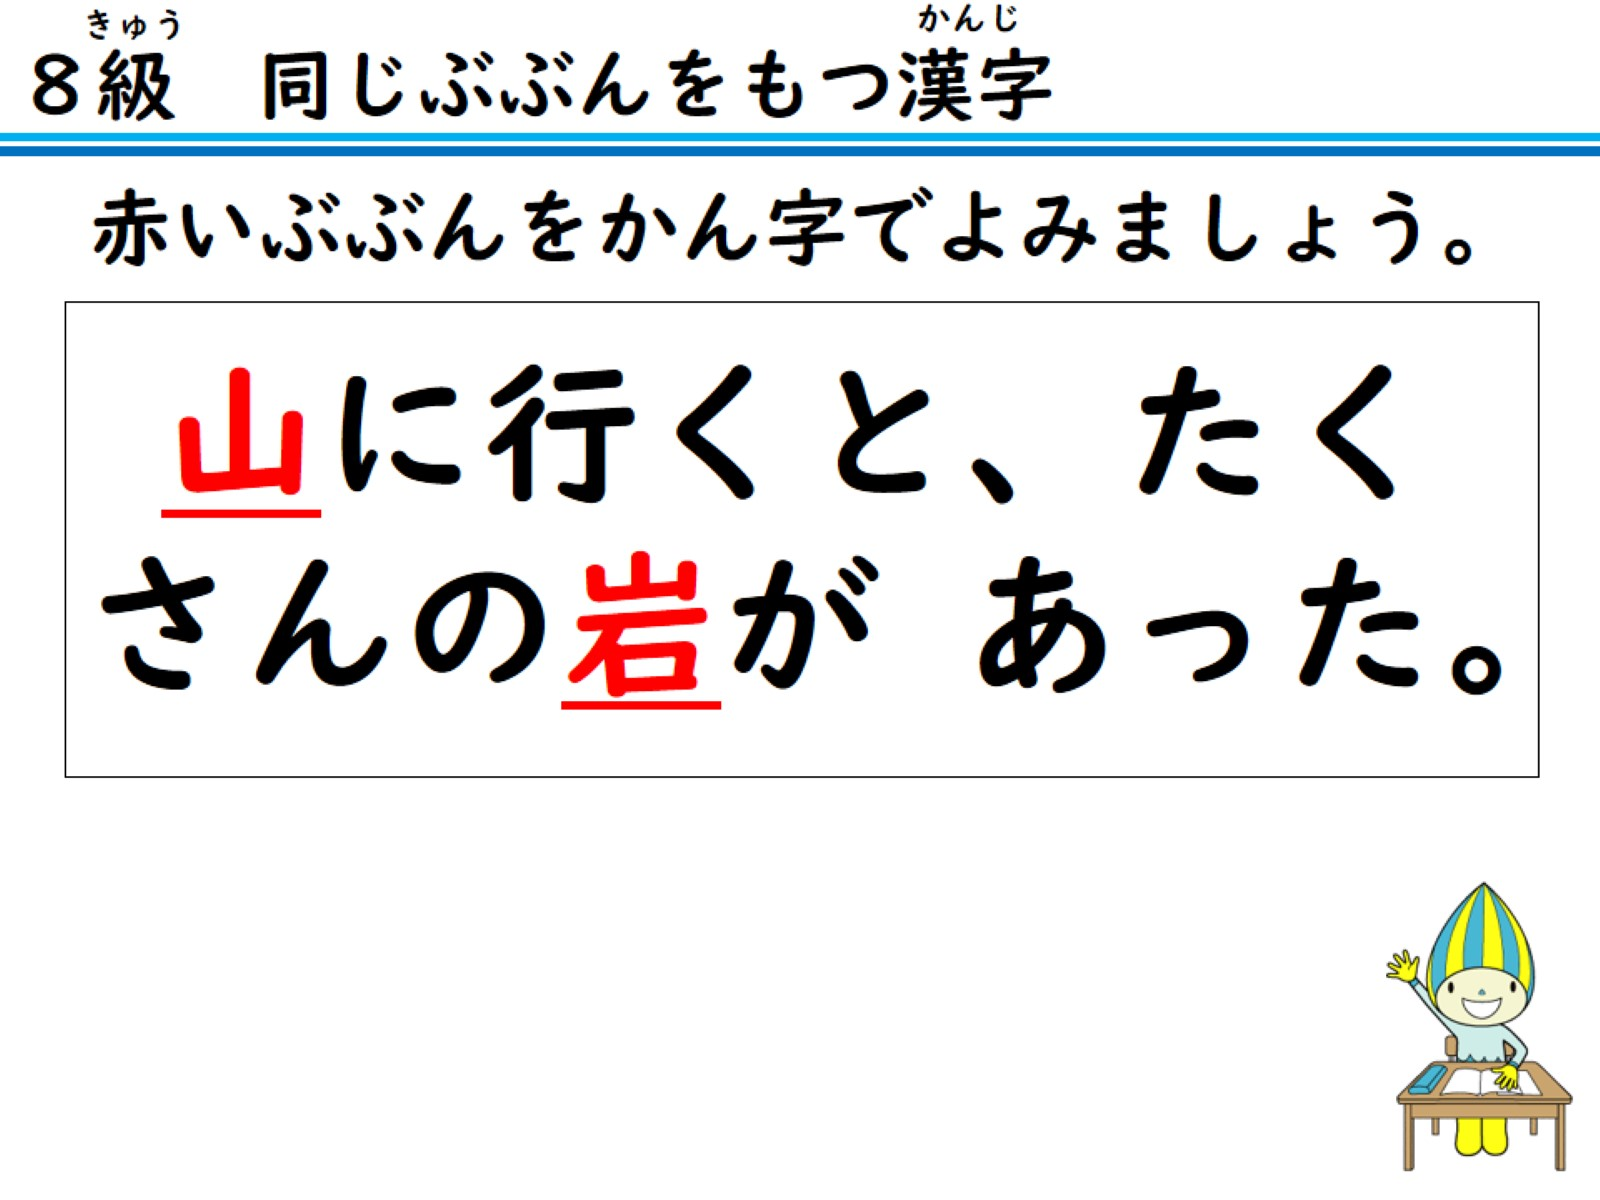 きゅう かんじ
８級　同じぶぶんをもつ漢字
赤いぶぶんをかん字でよみましょう。
山に行くと、たく
さんの岩が あった。